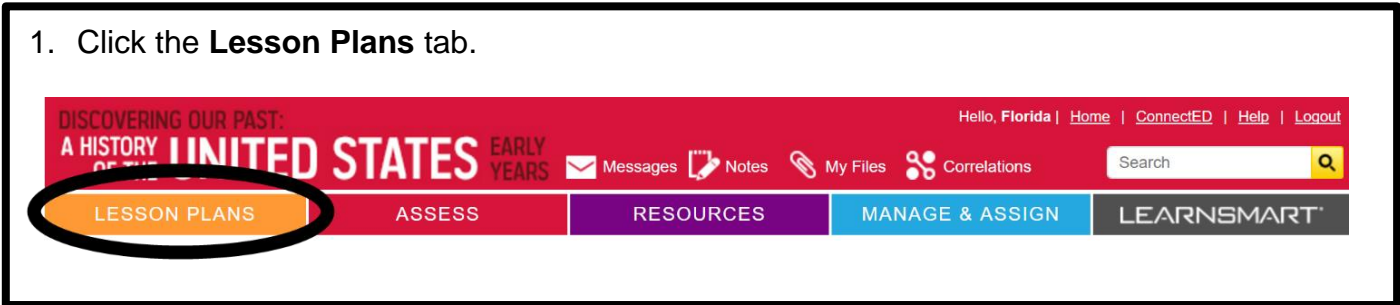 1. Click the Lesson Plans tab.
DISCOVERING OUR PAST:
A HISTORY OF THE UNITED STATES EARLY YEARS
Hello, Florida | Home | ConnectED | Help | Logout
Messages Notes My Files Correlations Search
LESSON PLANS ASSESS RESOURCES MANAGE & ASSIGN LEARNSMART